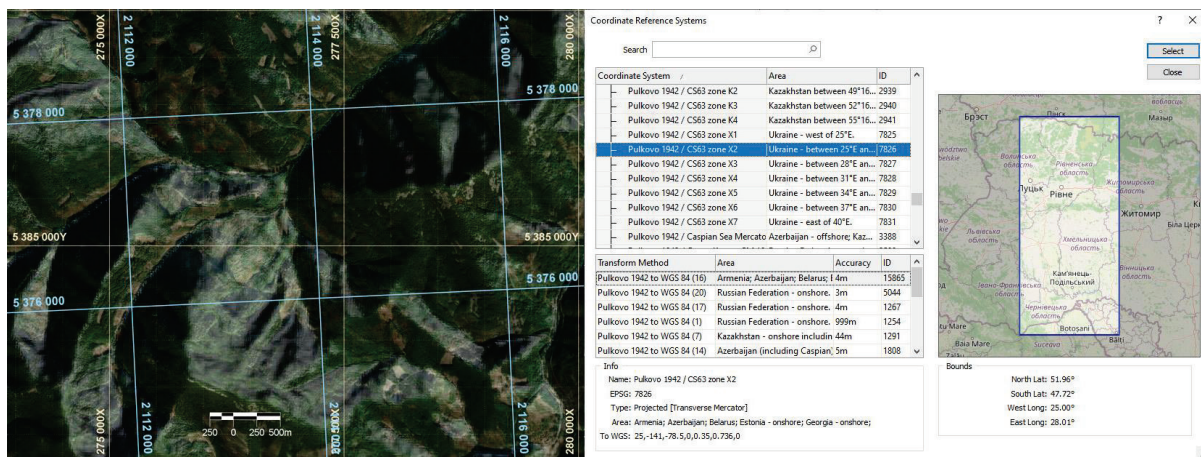 275 000X
2 112 000
2 114 000
277 500X
2 116 000
280 000X
5 378 000
5 378 000
5 385 000Y
5 385 000Y
5 376 000
5 376 000
250 0 250 500m
275 000X
2 112 000
2 116 000
280 000X
Coordinate Reference Systems
? ×
Search
Select
Close
Coordinate System / Area ID
Pulkovo 1942 / CS63 zone K2 Kazakhstan between 49°16... 2939
Pulkovo 1942 / CS63 zone K3 Kazakhstan between 52°16... 2940
Pulkovo 1942 / CS63 zone K4 Kazakhstan between 55°16... 2941
Pulkovo 1942 / CS63 zone X1 Ukraine - west of 25°E. 7825
Pulkovo 1942 / CS63 zone X2 Ukraine - between 25°E an... 7826
Pulkovo 1942 / CS63 zone X3 Ukraine - between 28°E an... 7827
Pulkovo 1942 / CS63 zone X4 Ukraine - between 31°E an... 7828
Pulkovo 1942 / CS63 zone X5 Ukraine - between 34°E an... 7829
Pulkovo 1942 / CS63 zone X6 Ukraine - between 37°E an... 7830
Pulkovo 1942 / CS63 zone X7 Ukraine - east of 40°E. 7831
Pulkovo 1942 / Caspian Sea Mercato Azerbaijan - offshore; Kaz... 3388
Transform Method Area Accuracy ID
Pulkovo 1942 to WGS 84 (16) Armenia; Azerbaijan; Belarus; 4m 15865
Pulkovo 1942 to WGS 84 (20) Russian Federation - onshore. 3m 5044
Pulkovo 1942 to WGS 84 (17) Russian Federation - onshore. 4m 1267
Pulkovo 1942 to WGS 84 (1) Russian Federation - onshore. 999m 1254
Pulkovo 1942 to WGS 84 (7) Kazakhstan - onshore includin 44m 1291
Pulkovo 1942 to WGS 84 (14) Azerbaijan (including Caspian) 5m 1808
Info
Name: Pulkovo 1942 / CS63 zone X2
EPSG: 7826
Type: Projected [Transverse Mercator]
Area: Armenia; Azerbaijan; Belarus; Estonia - onshore; Georgia - onshore;
To WGS: 25,-141,-78.5,0,0.35,0.736,0
Брэст
Пінск
Мазыр
вобласць
Волинська
область
Рівненська
область
Луцьк
Рівне
Житомирська
область
Житомир
Біла Церк
Львівська
область
Хмельницька
область
Вінницька
область
Кам'янець-
Подільський
Івано-Франківська
область
Чернівецька
область
tu Mare
Baia Mare
Suceava
Botoșani
Bălți
Bounds
North Lat: 51.96°
South Lat: 47.72°
West Long: 25.00°
East Long: 28.01°